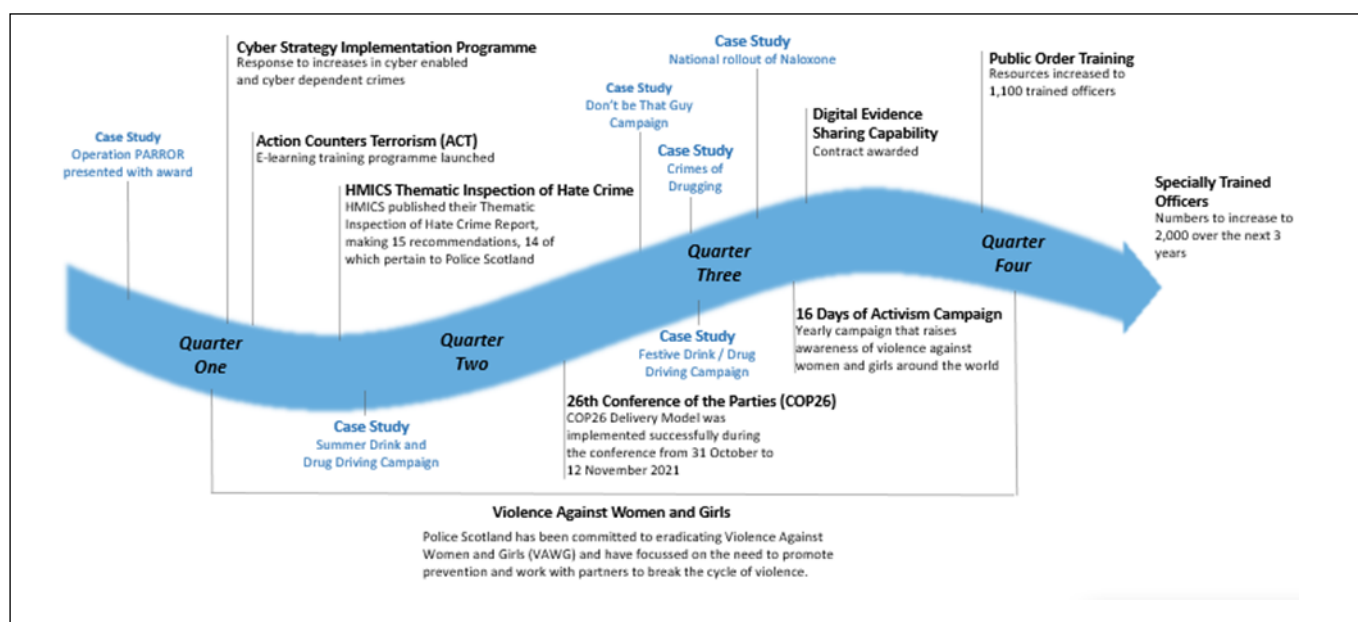 Cyber Strategy Implementation Programme
Response to increases in cyber enabled
and cyber dependent crimes
Case Study
Operation PARROR
presented with award
Action Counters Terrorism (ACT)
E-learning training programme launched
HMICS Thematic Inspection of Hate Crime
HMICS published their Thematic
Inspection of Hate Crime Report,
making 15 recommendations, 14 of
which pertain to Police Scotland
Case Study
Don't be That Guy
Campaign
Case Study
National rollout of Naloxone
Case Study
Crimes of
Drugging
Digital Evidence
Sharing Capability
Contract awarded
Public Order Training
Resources increased to
1,100 trained officers
Specially Trained
Officers
Numbers to increase to
2,000 over the next 3
years
Quarter
One
Quarter
Two
Quarter
Three
Quarter
Four
Case Study
Summer Drink and
Drug Driving Campaign
26th Conference of the Parties (COP26)
COP26 Delivery Model was
implemented successfully during
the conference from 31 October to
12 November 2021
Case Study
Festive Drink / Drug
Driving Campaign
16 Days of Activism Campaign
Yearly campaign that raises
awareness of violence against
women and girls around the world
Violence Against Women and Girls
Police Scotland has been committed to eradicating Violence Against
Women and Girls (VAWG) and have focussed on the need to promote
prevention and work with partners to break the cycle of violence.